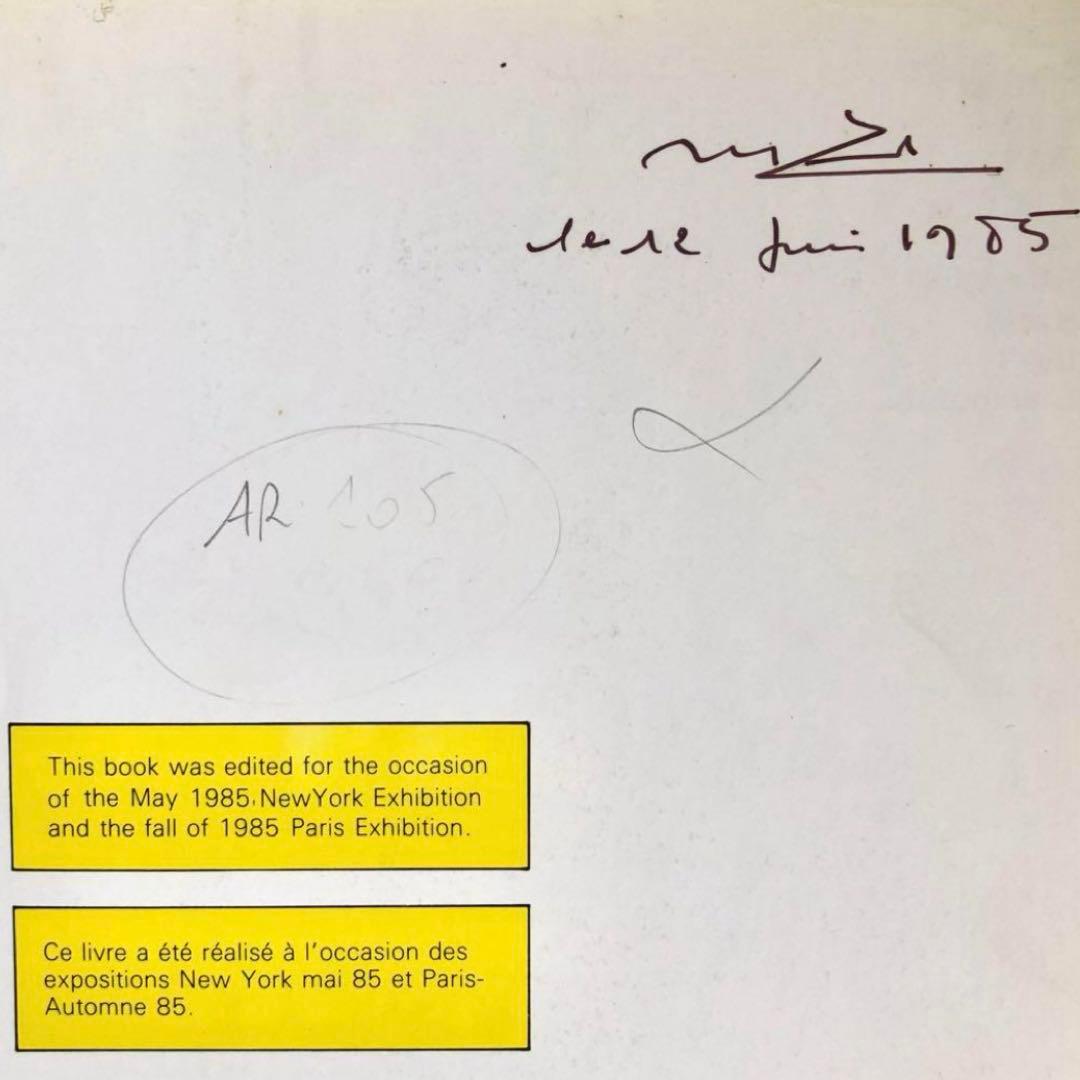 le 12 Juin 1985
AR 105
This book was edited for the occasion
of the May 1985, NewYork Exhibition
and the fall of 1985 Paris Exhibition.
Ce livre a été réalisé à l'occasion des
expositions New York mai 85 et Paris-
Automne 85.